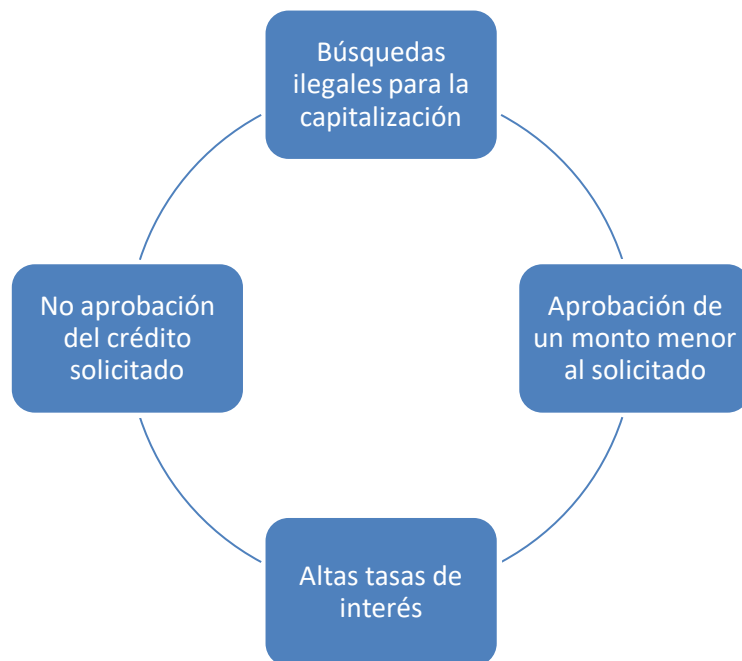 Búsquedas
ilegales para la
capitalización
No aprobación
del crédito
solicitado
Aprobación de
un monto menor
al solicitado
Altas tasas de
interés